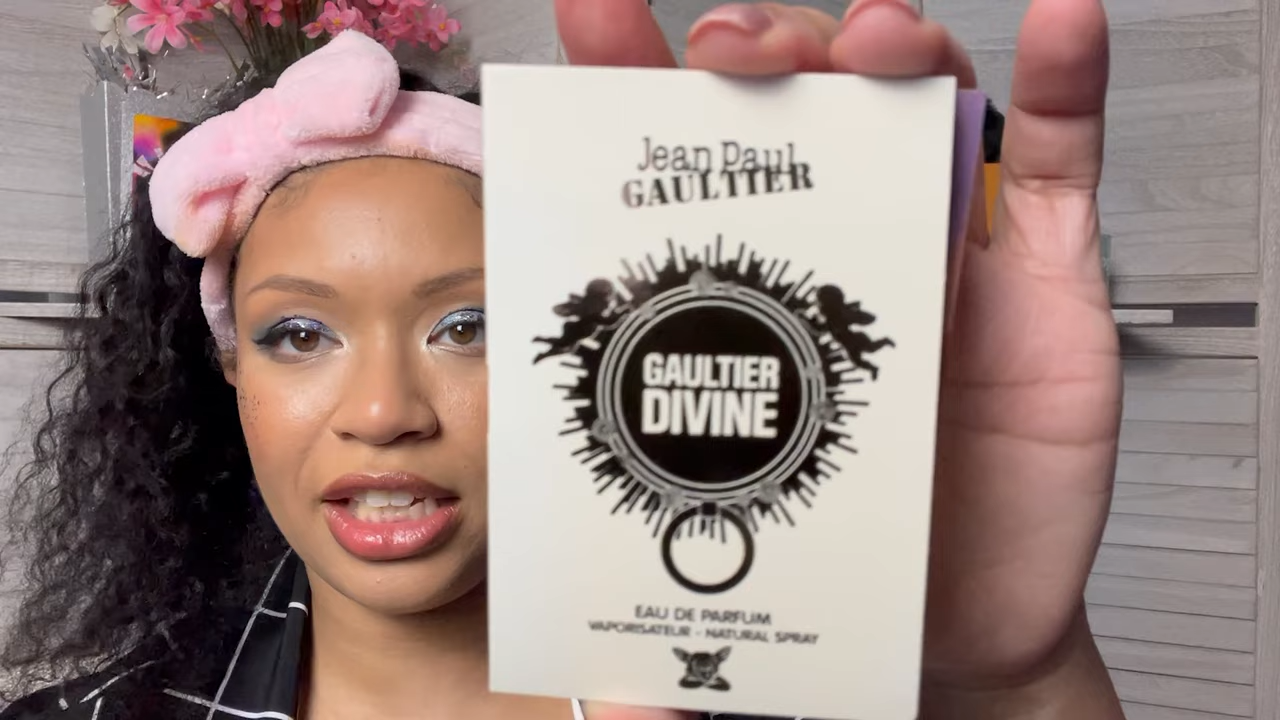 Jean Paul
GAULTIER
GAULTIER
DIVINE
EAU DE PARFUM
VAPORISATEUR - NATURAL SPRAY